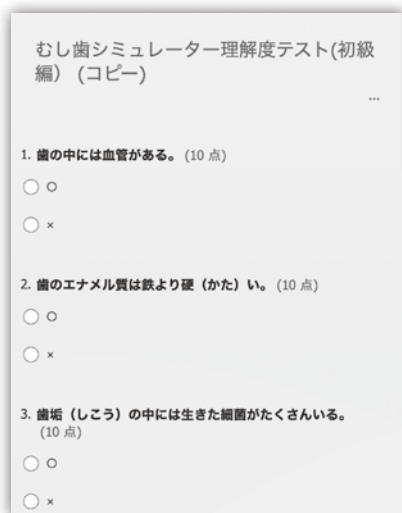 むし歯シミュレーター理解度テスト(初級
編） (コピー)
...
1. 歯の中には血管がある。 (10 点)
○
×
2. 歯のエナメル質は鉄より硬（かた）い。 (10 点)
○
×
3. 歯垢（しこう）の中には生きた細菌がたくさんいる。
(10 点)
○
×